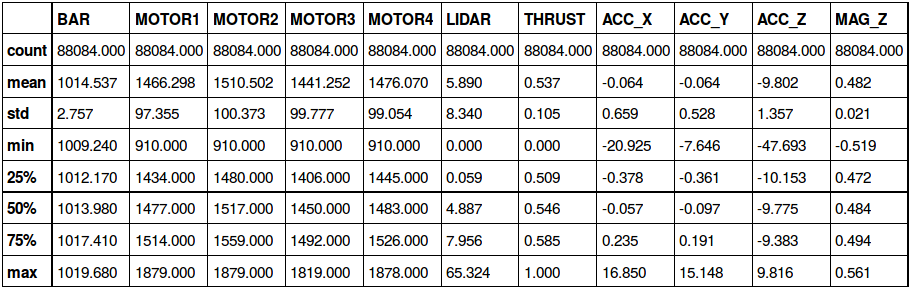 BAR MOTOR1 MOTOR2 MOTOR3 MOTOR4 LIDAR THRUST ACC_X ACC_Y ACC_Z MAG_Z
count 88084.000 88084.000 88084.000 88084.000 88084.000 88084.000 88084.000 88084.000 88084.000 88084.000 88084.000
mean 1014.537 1466.298 1510.502 1441.252 1476.070 5.890 0.537 -0.064 -0.064 -9.802 0.482
std 2.757 97.355 100.373 99.777 99.054 8.340 0.105 0.659 0.528 1.357 0.021
min 1009.240 910.000 910.000 910.000 910.000 0.000 0.000 -20.925 -7.646 -47.693 -0.519
25% 1012.170 1434.000 1480.000 1406.000 1445.000 0.059 0.509 -0.378 -0.361 -10.153 0.472
50% 1013.980 1477.000 1517.000 1450.000 1483.000 4.887 0.546 -0.057 -0.097 -9.775 0.484
75% 1017.410 1514.000 1559.000 1492.000 1526.000 7.956 0.585 0.235 0.191 -9.383 0.494
max 1019.680 1879.000 1879.000 1819.000 1878.000 65.324 1.000 16.850 15.148 9.816 0.561